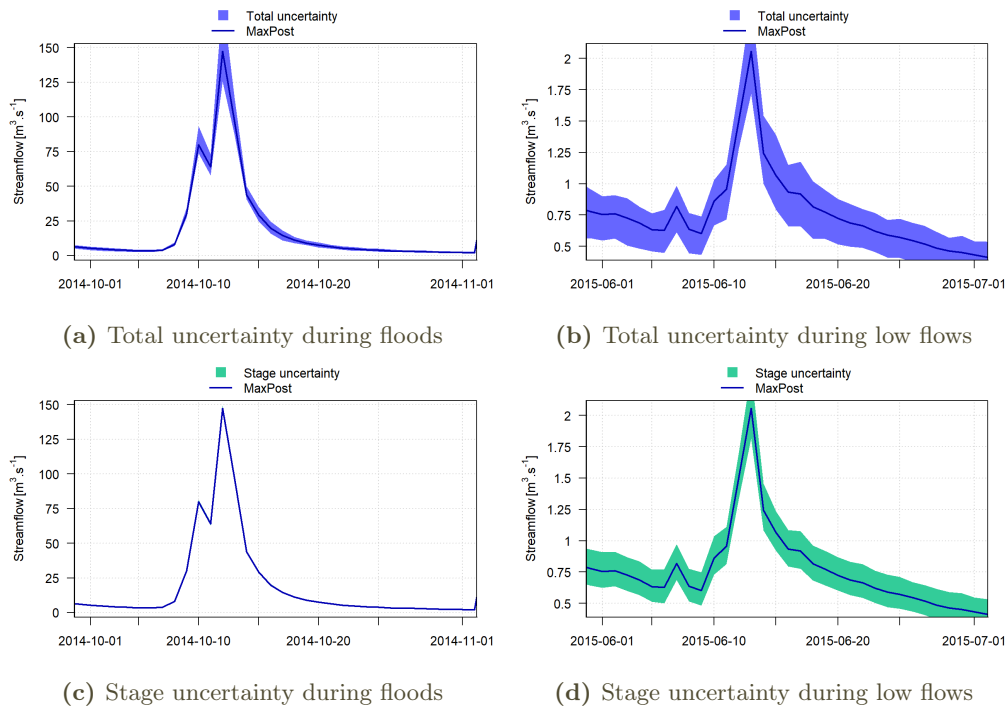 Total uncertainty
MaxPost
Streamflow [m³.s⁻¹]
150
125
100
75
50
25
0
2014-10-01 2014-10-10 2014-10-20 2014-11-01
(a) Total uncertainty during floods
Total uncertainty
MaxPost
Streamflow [m³.s⁻¹]
2
1.75
1.5
1.25
1
0.75
0.5
2015-06-01 2015-06-10 2015-06-20 2015-07-01
(b) Total uncertainty during low flows
Stage uncertainty
MaxPost
Streamflow [m³.s⁻¹]
150
125
100
75
50
25
0
2014-10-01 2014-10-10 2014-10-20 2014-11-01
(c) Stage uncertainty during floods
Stage uncertainty
MaxPost
Streamflow [m³.s⁻¹]
2
1.75
1.5
1.25
1
0.75
0.5
2015-06-01 2015-06-10 2015-06-20 2015-07-01
(d) Stage uncertainty during low flows